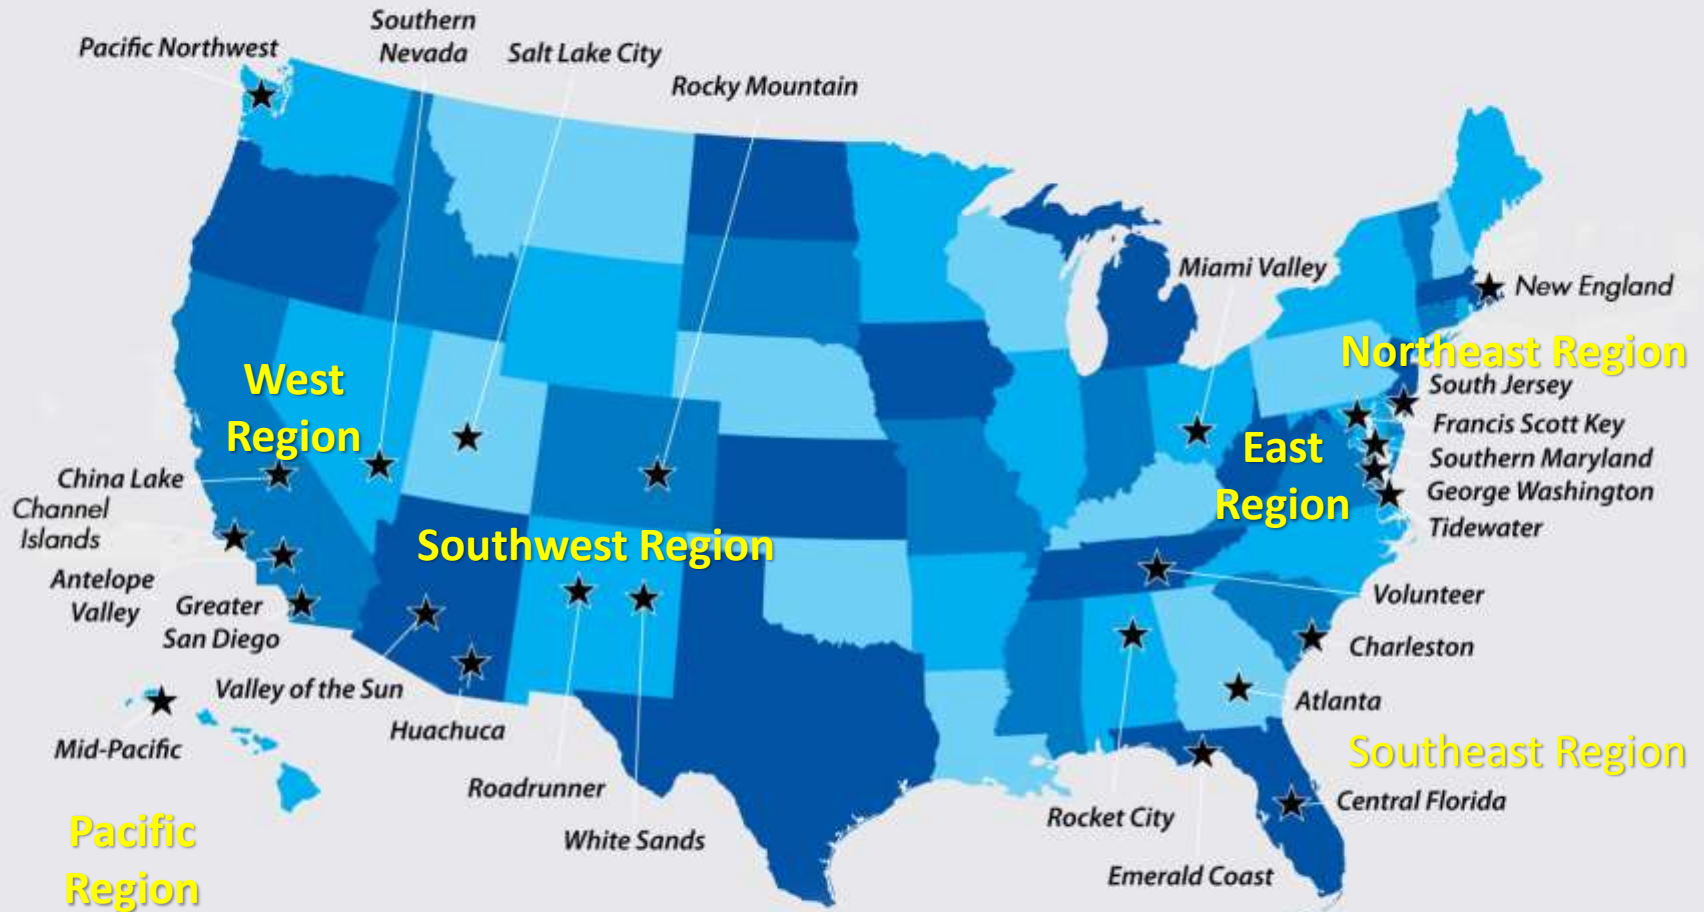 Southern
Nevada
Pacific Northwest
Salt Lake City
Rocky Mountain
Miami Valley
New England
Northeast Region
West
Region
South Jersey
Francis Scott Key
East
Region
Southern Maryland
China Lake
George Washington
Channel
Islands
Tidewater
Southwest Region
Antelope
Valley
Volunteer
Greater
San Diego
Charleston
Valley of the Sun
Atlanta
Huachuca
Mid-Pacific
Southeast Region
Roadrunner
Central Florida
Rocket City
Pacific
Region
White Sands
Emerald Coast